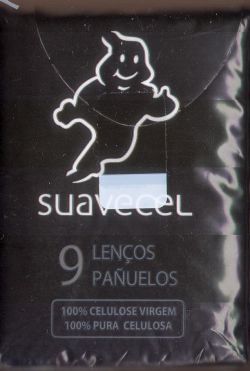 suavecel
9 LENÇOS
PAÑUELOS
100% CELULOSE VIRGEM
100% PURA CELULOSA